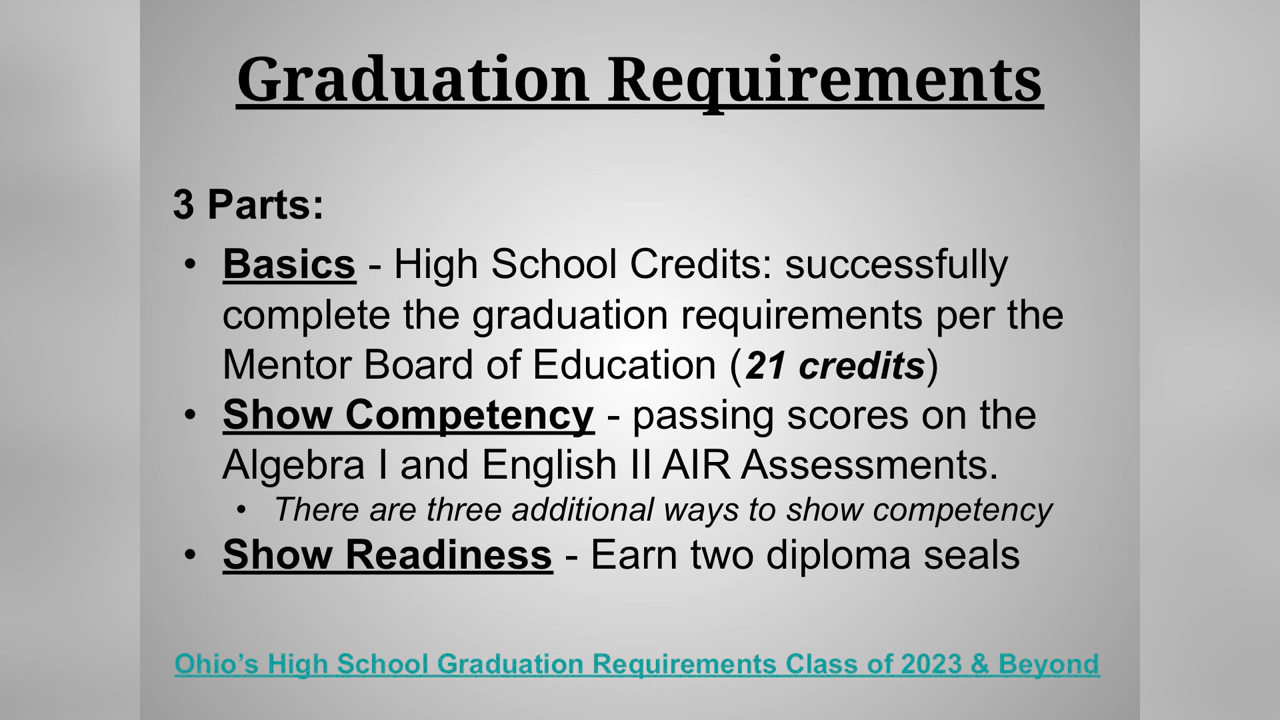 Graduation Requirements
3 Parts:
• Basics - High School Credits: successfully
complete the graduation requirements per the
Mentor Board of Education (21 credits)
• Show Competency - passing scores on the
Algebra I and English II AIR Assessments.
• There are three additional ways to show competency
• Show Readiness - Earn two diploma seals
Ohio’s High School Graduation Requirements Class of 2023 & Beyond